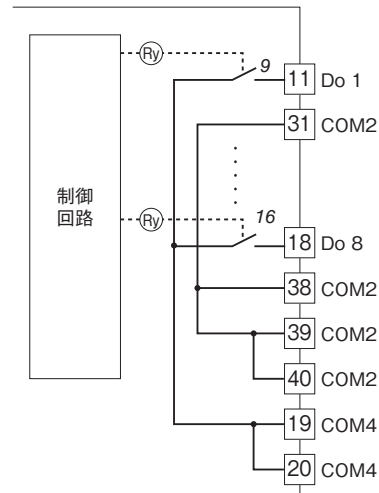 Ry
9
11 Do 1
31 COM2
制御
回路
Ry
16
18 Do 8
38 COM2
39 COM2
40 COM2
19 COM4
20 COM4